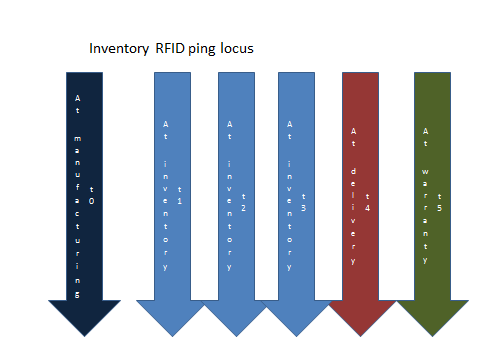 Inventory RFID ping locus
At manufacturing
t0
At inventory
t1
At inventory
t2
At inventory
t3
At delivery
t4
At warranty
t5